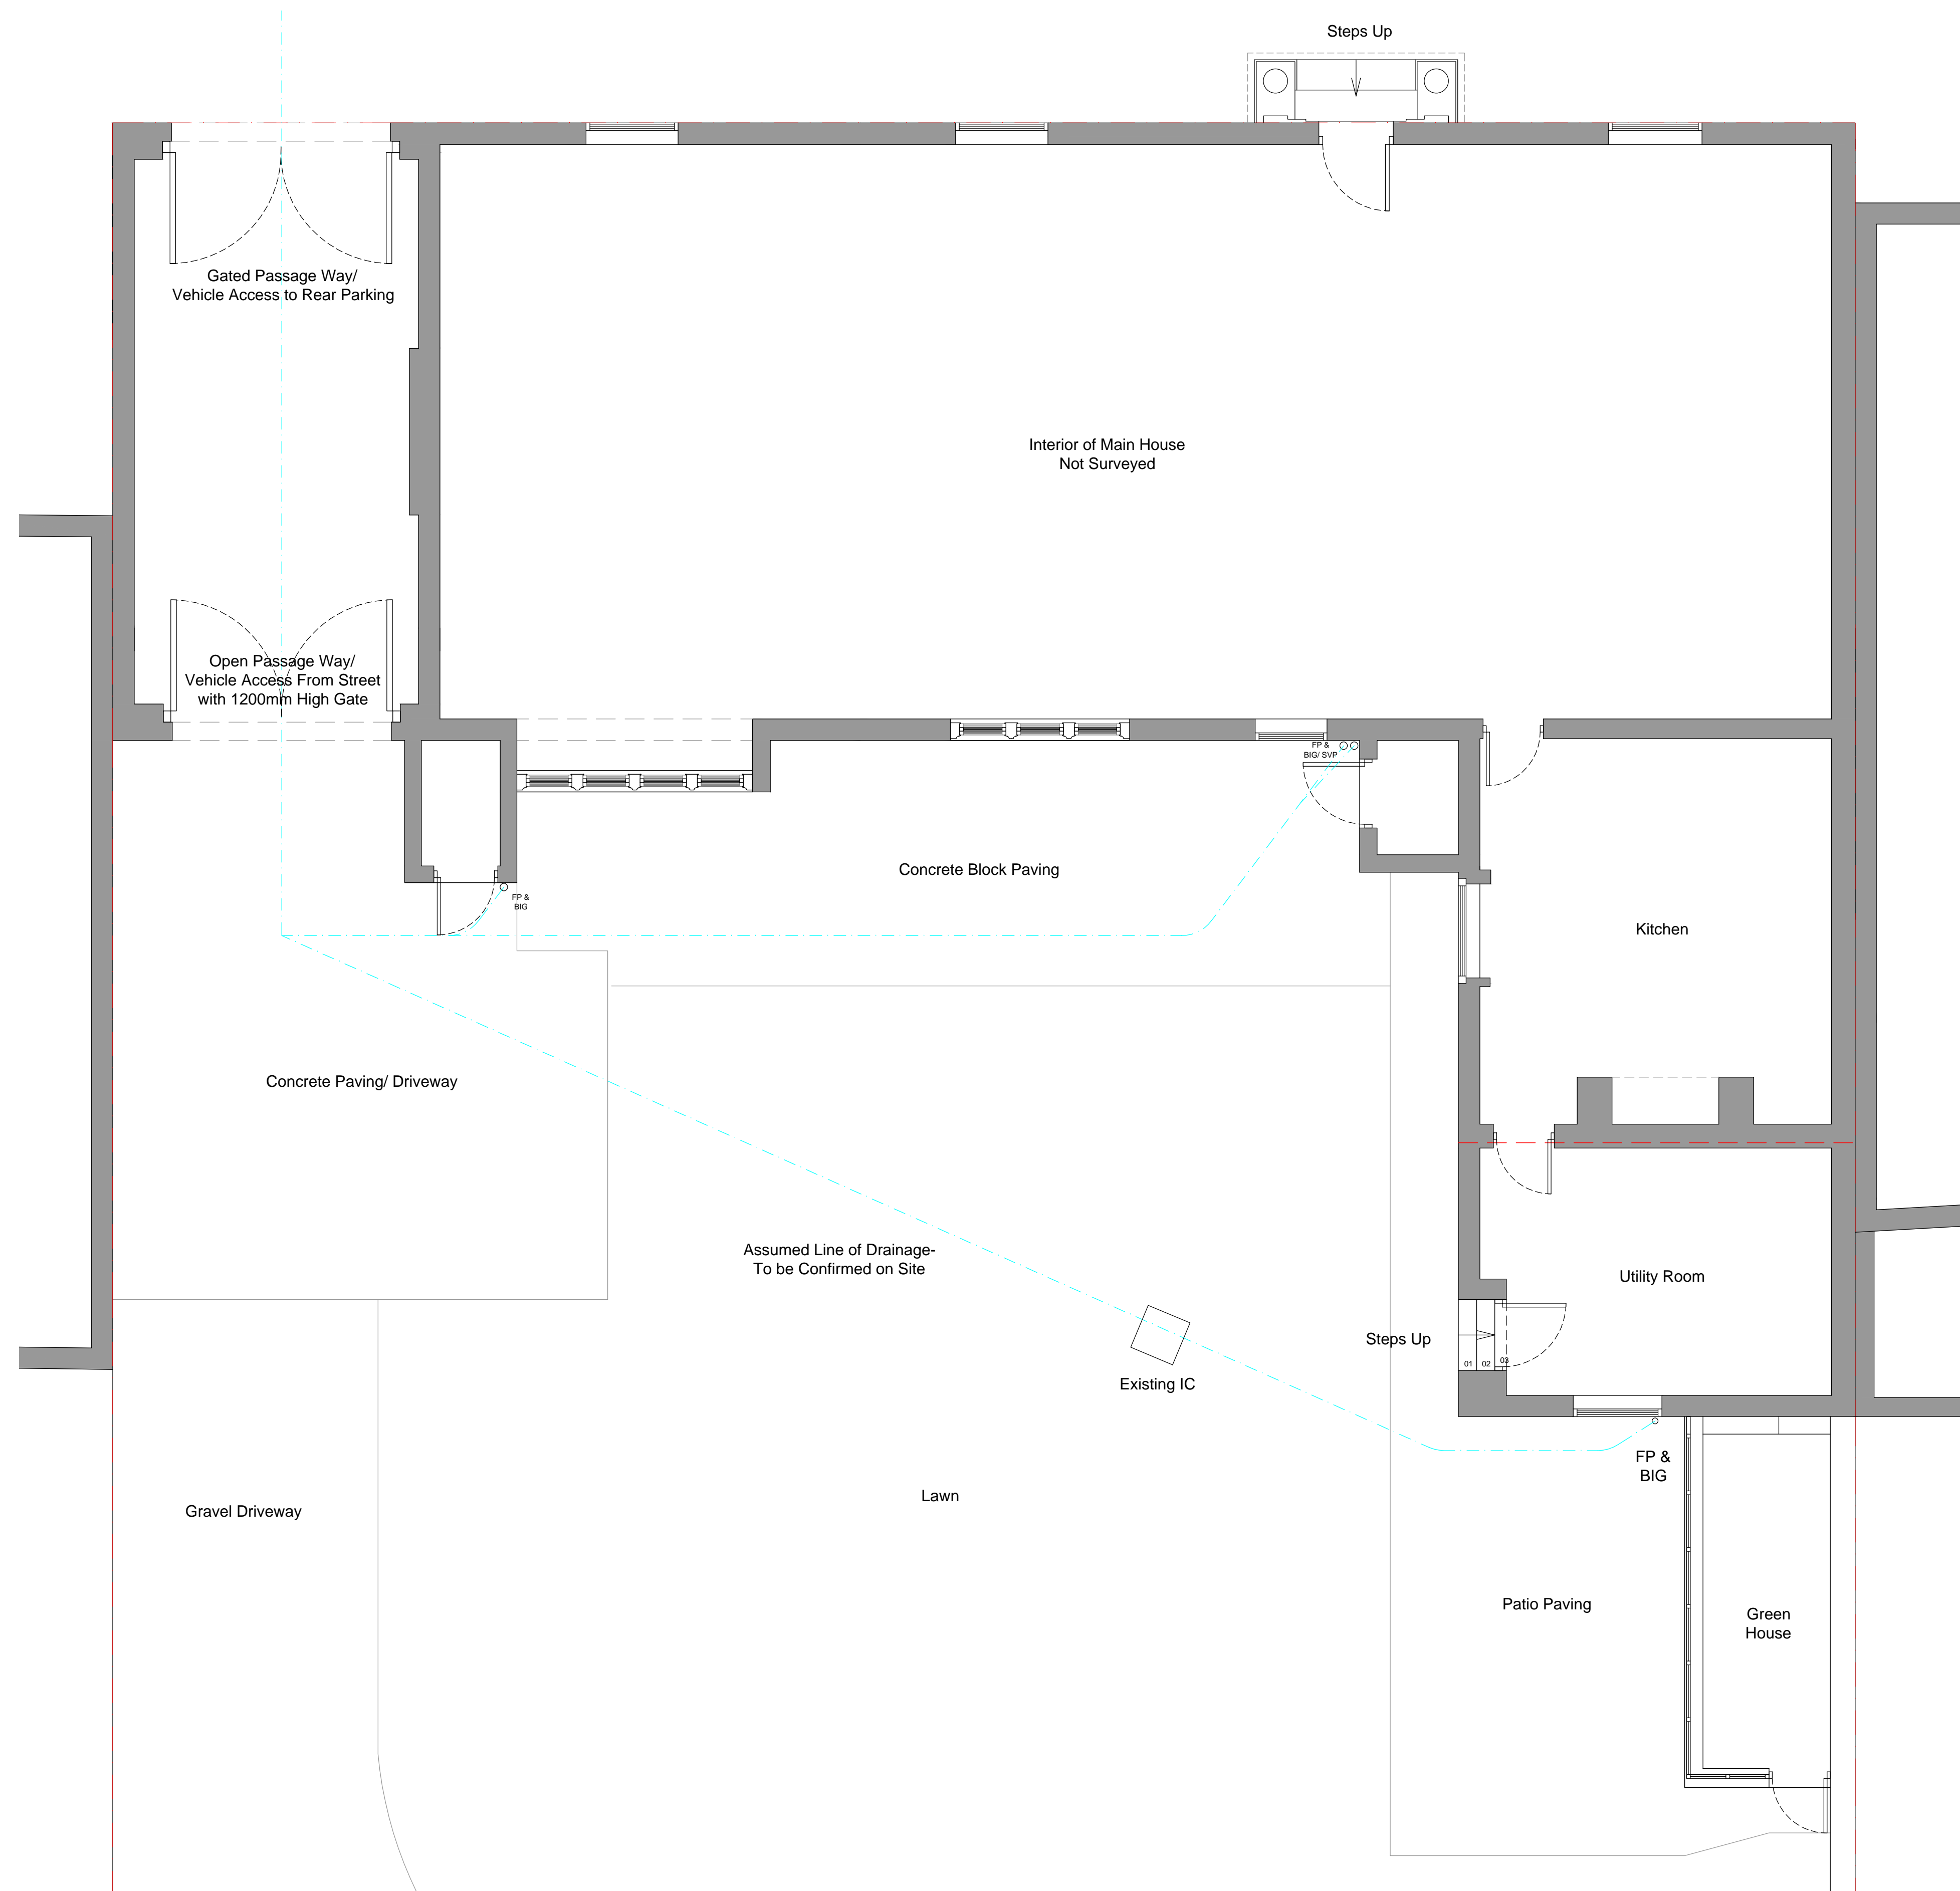 Steps Up
Gated Passage Way/
Vehicle Access to Rear Parking
Interior of Main House
Not Surveyed
Open Passage Way/
Vehicle Access From Street
with 1200mm High Gate
FP &
BIG/ SVP
Concrete Block Paving
FP &
BIG
Kitchen
Concrete Paving/ Driveway
Assumed Line of Drainage-
To be Confirmed on Site
Utility Room
Steps Up
01
02
03
Existing IC
FP &
BIG
Lawn
Gravel Driveway
Patio Paving
Green
House